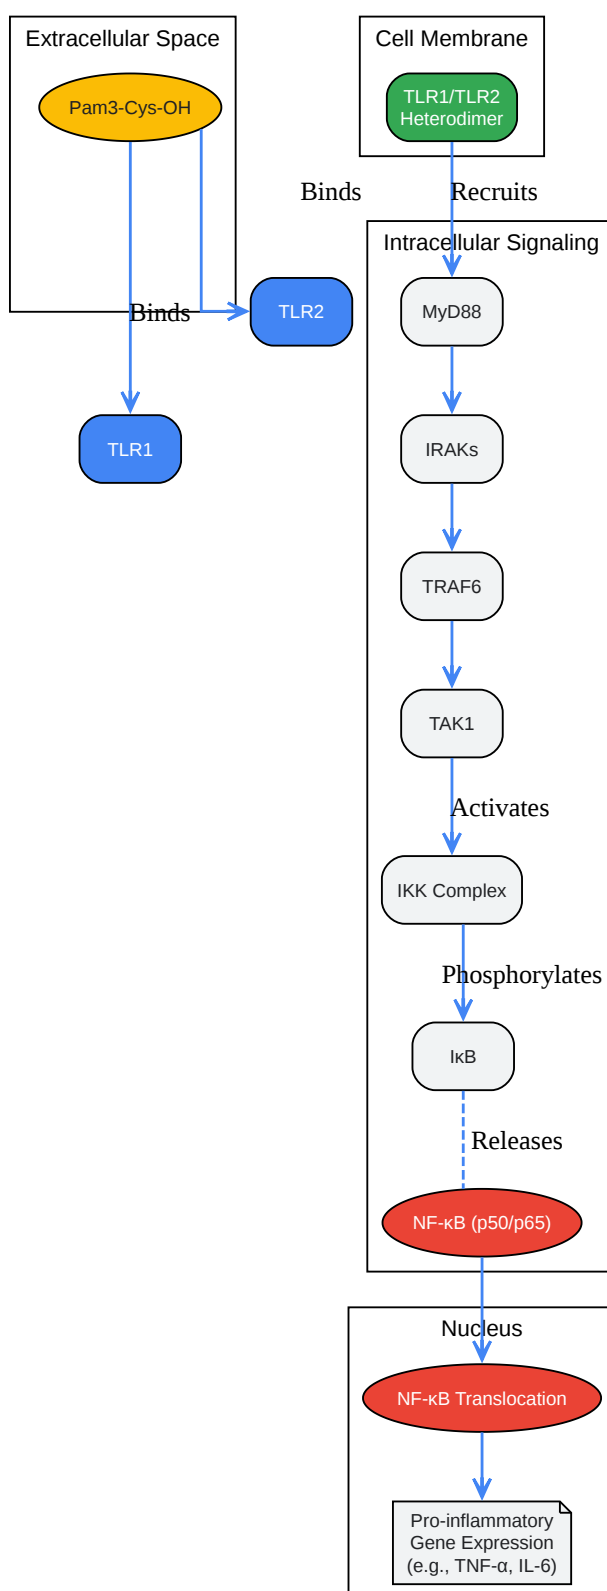 Extracellular Space
Cell Membrane
Pam3-Cys-OH
TLR1/TLR2
Heterodimer
Binds
Recruits
Intracellular Signaling
Binds
TLR2
MyD88
TLR1
IRAKs
TRAF6
TAK1
Activates
IKK Complex
Phosphorylates
IκB
Releases
NF-κB (p50/p65)
Nucleus
NF-κB Translocation
Pro-inflammatory
Gene Expression
(e.g., TNF-α, IL-6)